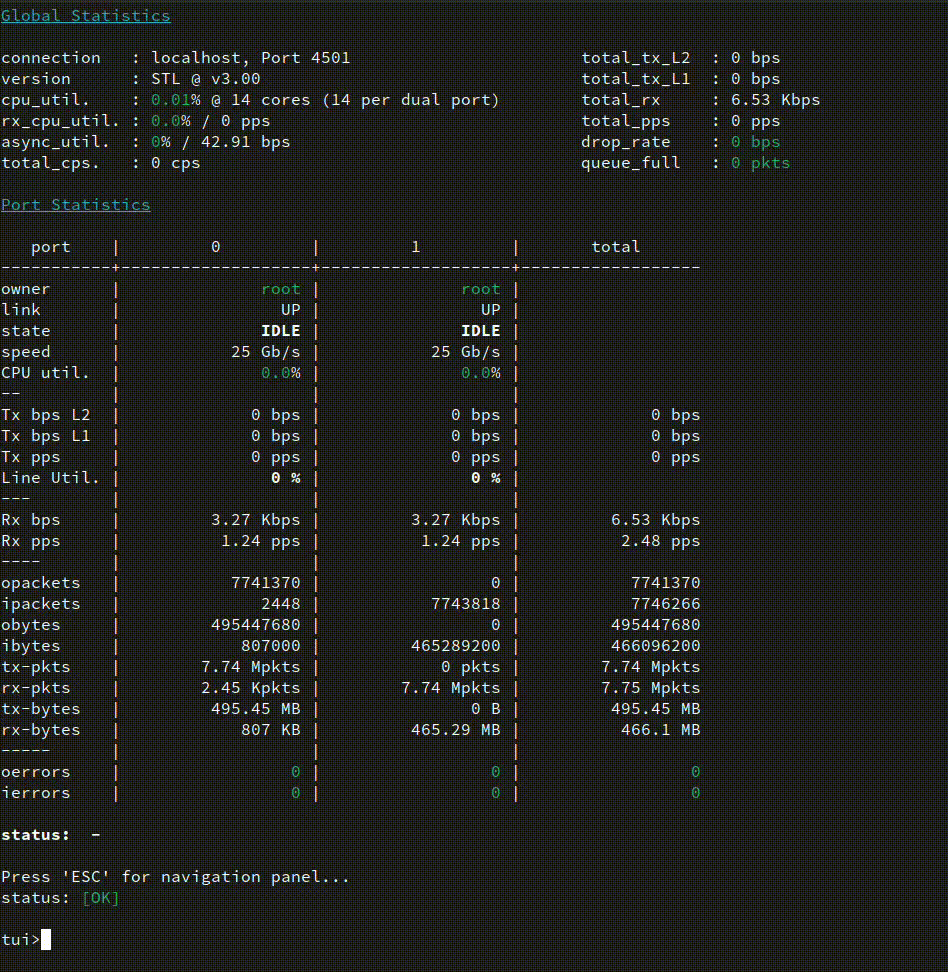 Global Statistics
connection   : localhost, Port 4501                       total_tx_L2  : 0 bps
version      : STL @ v3.00                                total_tx_L1  : 0 bps
cpu_util.    : 0.01% @ 14 cores (14 per dual port)        total_rx     : 6.53 Kbps
rx_cpu_util. : 0.0% / 0 pps                               total_pps    : 0 pps
async_util.  : 0% / 42.91 bps                             drop_rate    : 0 bps
total_cps.   : 0 cps                                      queue_full   : 0 pkts
Port Statistics
   port    |         0         |         1         |       total
-----------+-------------------+-------------------+------------------
owner      |              root |              root |
link       |                UP |                UP |
state      |              IDLE |              IDLE |
speed      |           25 Gb/s |           25 Gb/s |
CPU util.  |              0.0% |              0.0% |
--         |                   |                   |
Tx bps L2  |             0 bps |             0 bps |             0 bps
Tx bps L1  |             0 bps |             0 bps |             0 bps
Tx pps     |             0 pps |             0 pps |             0 pps
Line Util. |               0 % |               0 % |
---        |                   |                   |
Rx bps     |         3.27 Kbps |         3.27 Kbps |         6.53 Kbps
Rx pps     |          1.24 pps |          1.24 pps |          2.48 pps
----       |                   |                   |
opackets   |           7741370 |                 0 |           7741370
ipackets   |              2448 |           7743818 |           7746266
obytes     |         495447680 |                 0 |         495447680
ibytes     |            807000 |         465289200 |         466096200
tx-pkts    |        7.74 Mpkts |            0 pkts |        7.74 Mpkts
rx-pkts    |        2.45 Kpkts |        7.74 Mpkts |        7.75 Mpkts
tx-bytes   |         495.45 MB |               0 B |         495.45 MB
rx-bytes   |            807 KB |         465.29 MB |          466.1 MB
-----      |                   |                   |
oerrors    |                 0 |                 0 |                 0
ierrors    |                 0 |                 0 |                 0
status:  -
Press 'ESC' for navigation panel...
status: [OK]
tui>